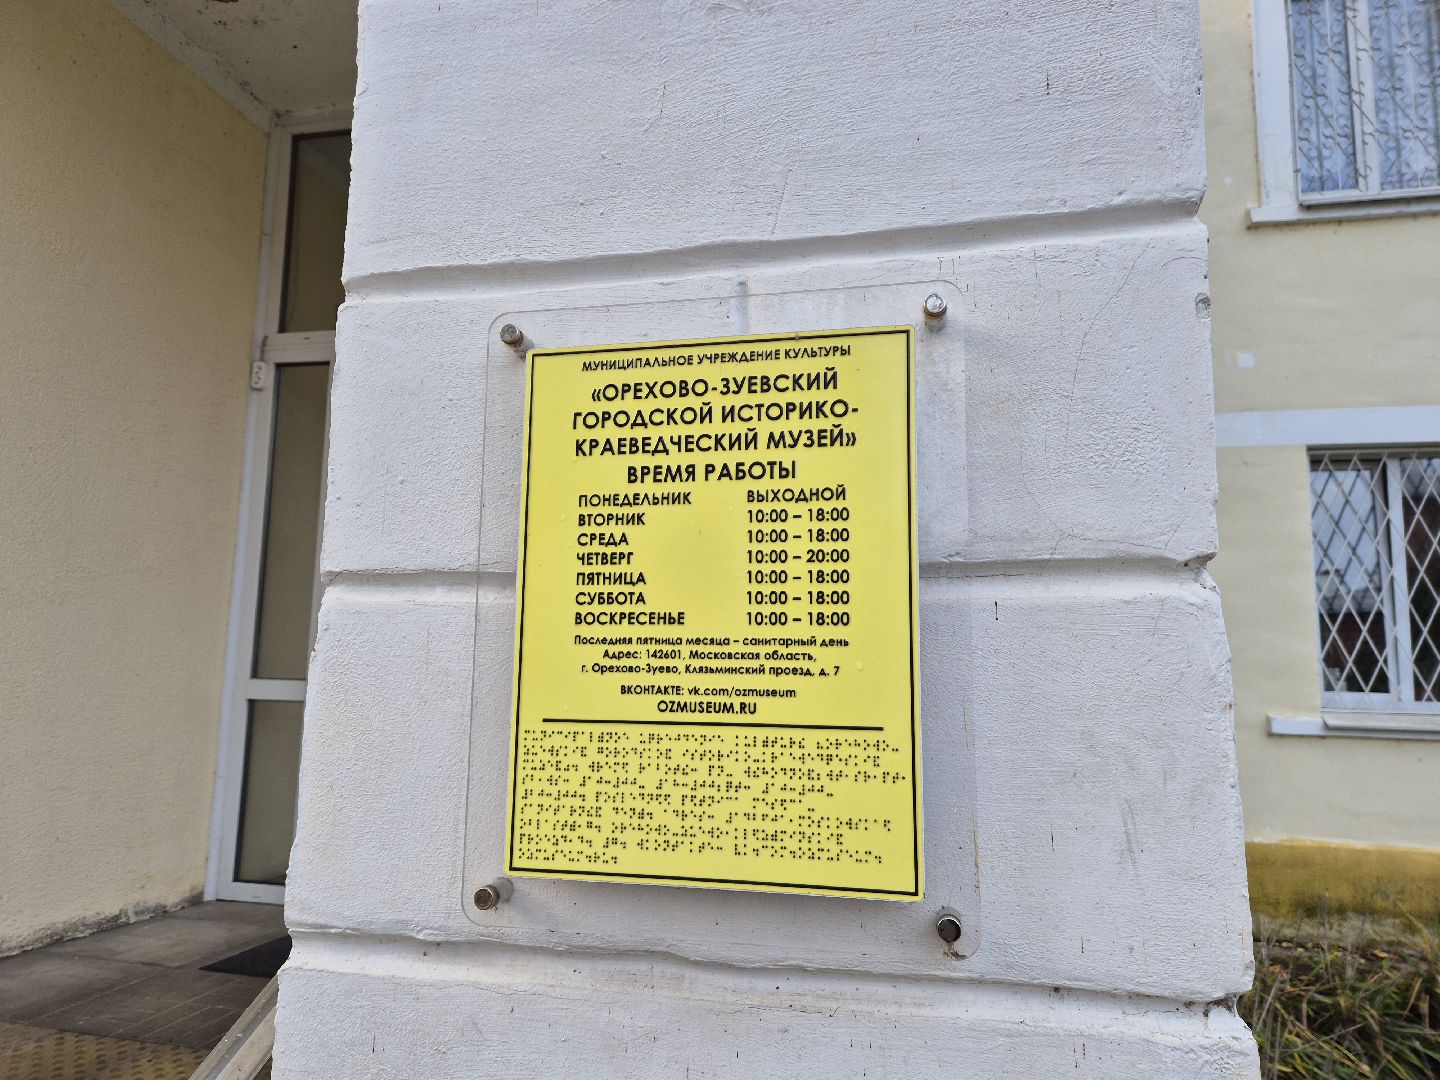 МУНИЦИПАЛЬНОЕ УЧРЕЖДЕНИЕ КУЛЬТУРЫ
«ОРЕХОВО-ЗУЕВСКИЙ
ГОРОДСКОЙ ИСТОРИКО-
КРАЕВЕДЧЕСКИЙ МУЗЕЙ»
ВРЕМЯ РАБОТЫ
ПОНЕДЕЛЬНИК ВЫХОДНОЙ
ВТОРНИК 10:00 – 18:00
СРЕДА 10:00 – 18:00
ЧЕТВЕРГ 10:00 – 20:00
ПЯТНИЦА 10:00 – 18:00
СУББОТА 10:00 – 18:00
ВОСКРЕСЕНЬЕ 10:00 – 18:00
Последняя пятница месяца – санитарный день
Адрес: 142601, Московская область,
г. Орехово-Зуево, Клязьминский проезд, д. 7
ВКОНТАКТЕ: vk.com/ozmuseum
OZMUSEUM.RU